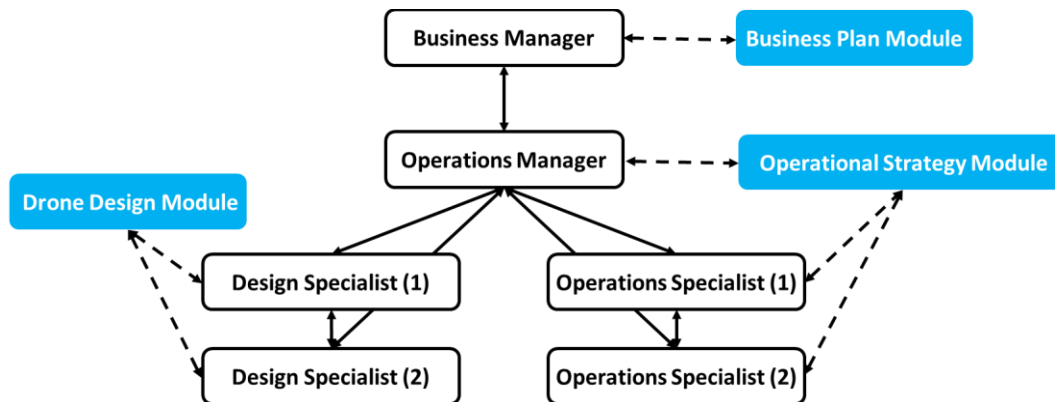 Business Manager
Business Plan Module
Operations Manager
Operational Strategy Module
Drone Design Module
Design Specialist (1)
Operations Specialist (1)
Design Specialist (2)
Operations Specialist (2)